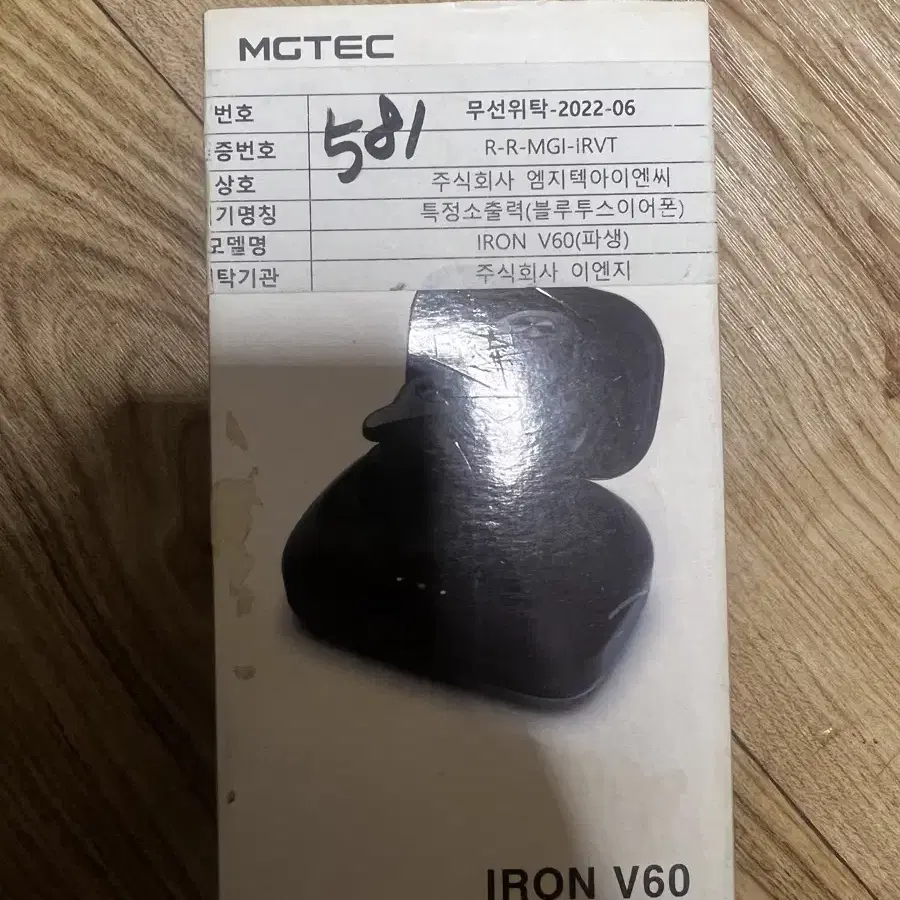 MGTEC
번호 581 무선위탁-2022-06
증번호 R-R-MGI-iRVT
상호 주식회사 엠지텍아이엔씨
기명칭 특정소출력(블루투스이어폰)
모델명 IRON V60(파생)
탁기관 주식회사 이엔지
IRON V60